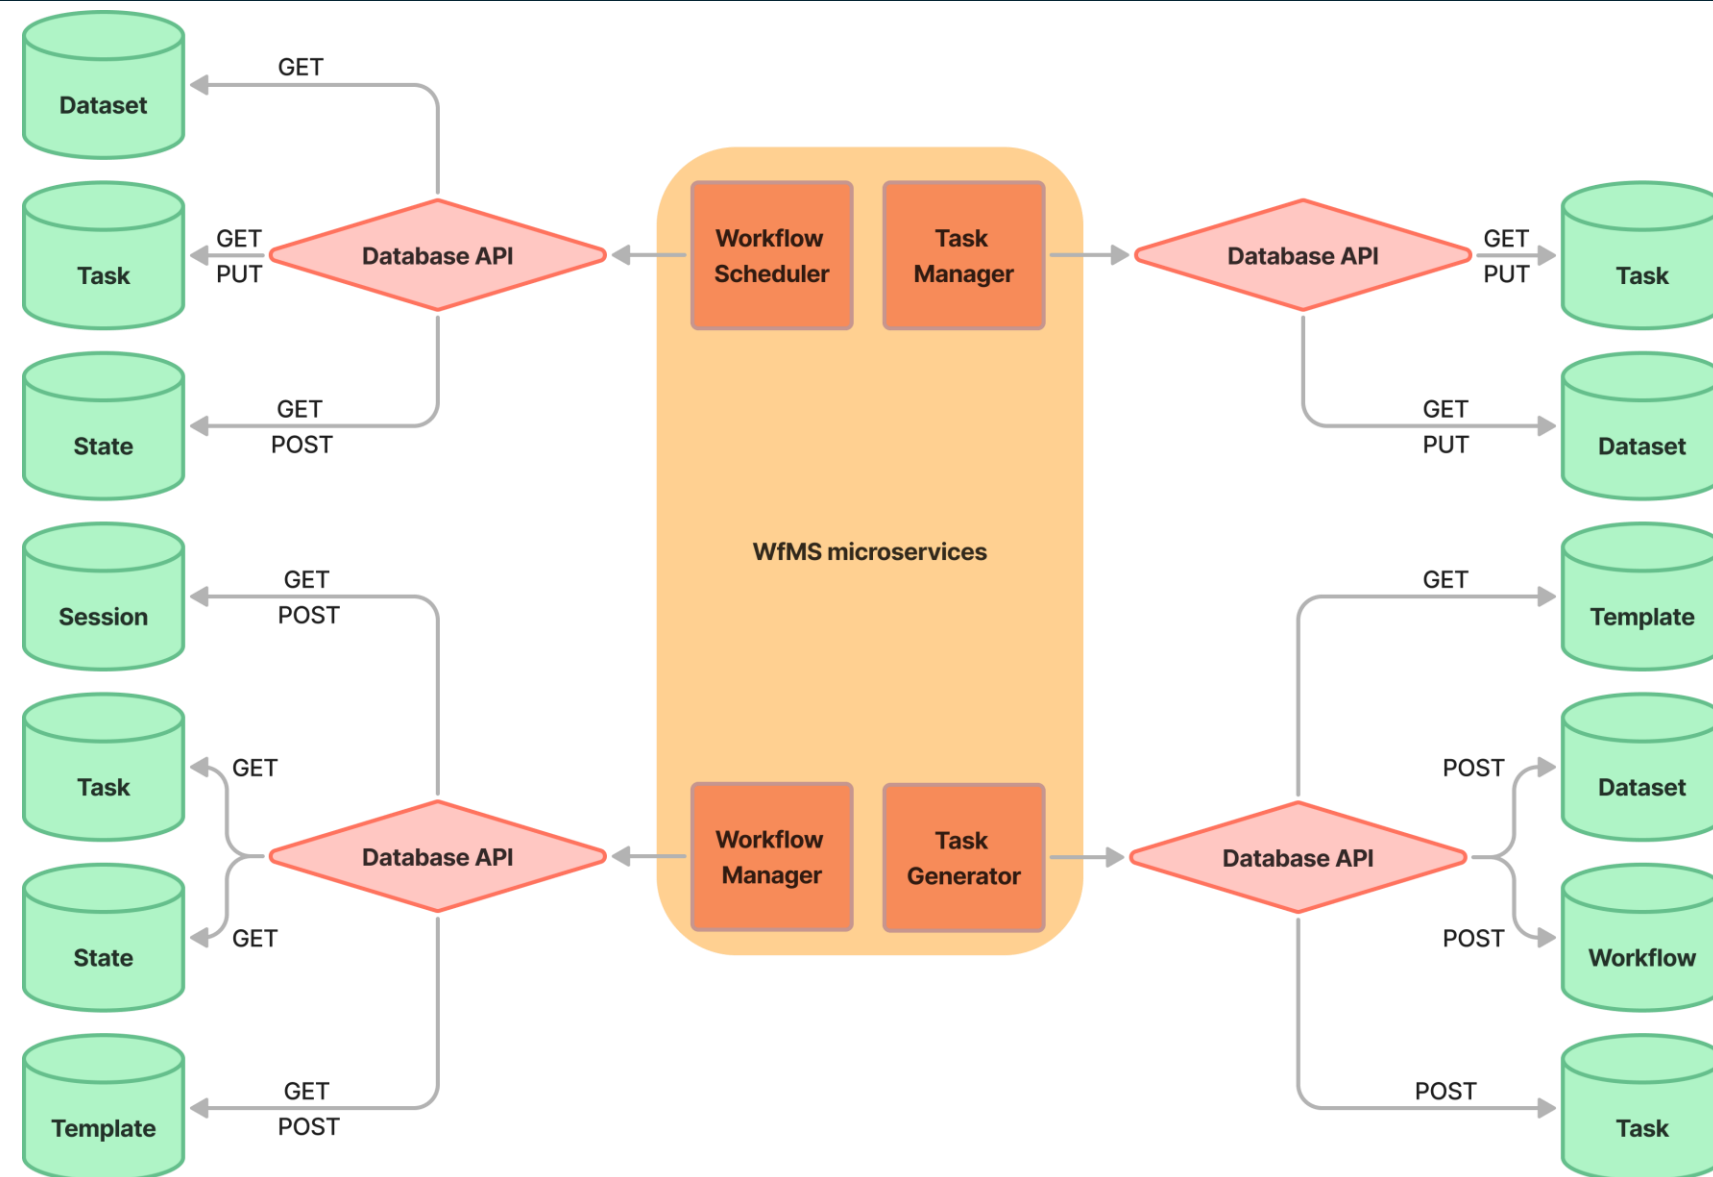 GET
Dataset
GET
PUT
Task
Database API
GET
POST
State
Workflow
Scheduler
Task
Manager
Database API
GET
PUT
Task
GET
PUT
Dataset
WfMS microservices
GET
POST
Session
GET
Task
Database API
GET
State
GET
POST
Template
Workflow
Manager
Task
Generator
Database API
GET
Template
POST
Dataset
POST
Workflow
POST
Task